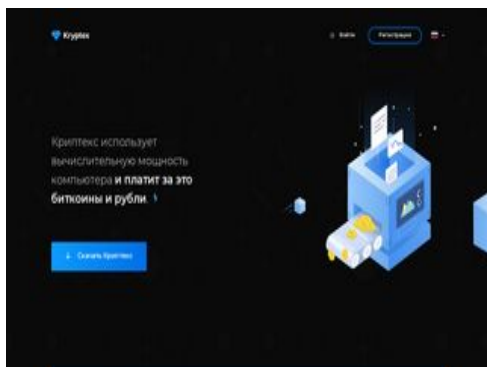 Kryptex
Войти
Регистрация
Криптекс использует
вычислительную мощность
компьютера и платит за это
биткоины и рубли.
Скачать Криптекс